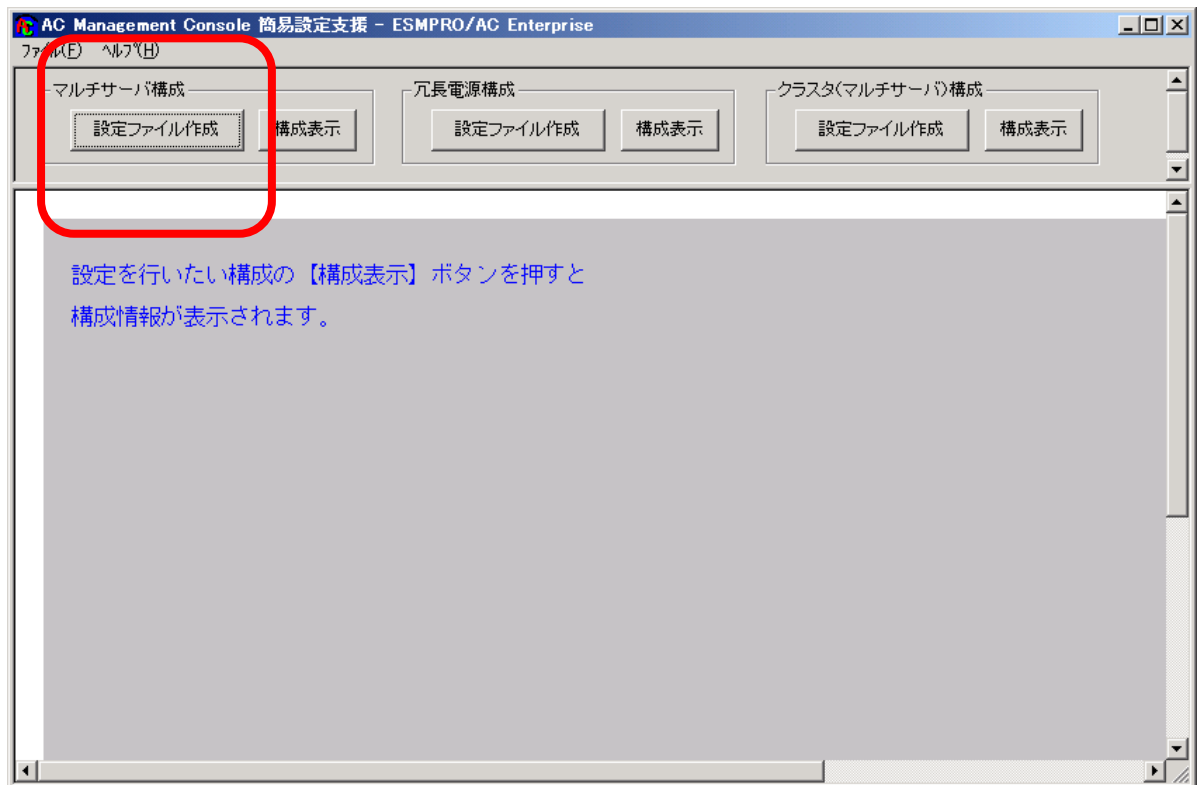 AC Management Console 簡易設定支援 - ESMPRO/AC Enterprise
ファイル(F) ヘルプ(H)
マルチサーバ構成 冗長電源構成 クラスタ(マルチサーバ)構成
設定ファイル作成 構成表示 設定ファイル作成 構成表示 設定ファイル作成 構成表示
設定を行いたい構成の【構成表示】ボタンを押すと
構成情報が表示されます。